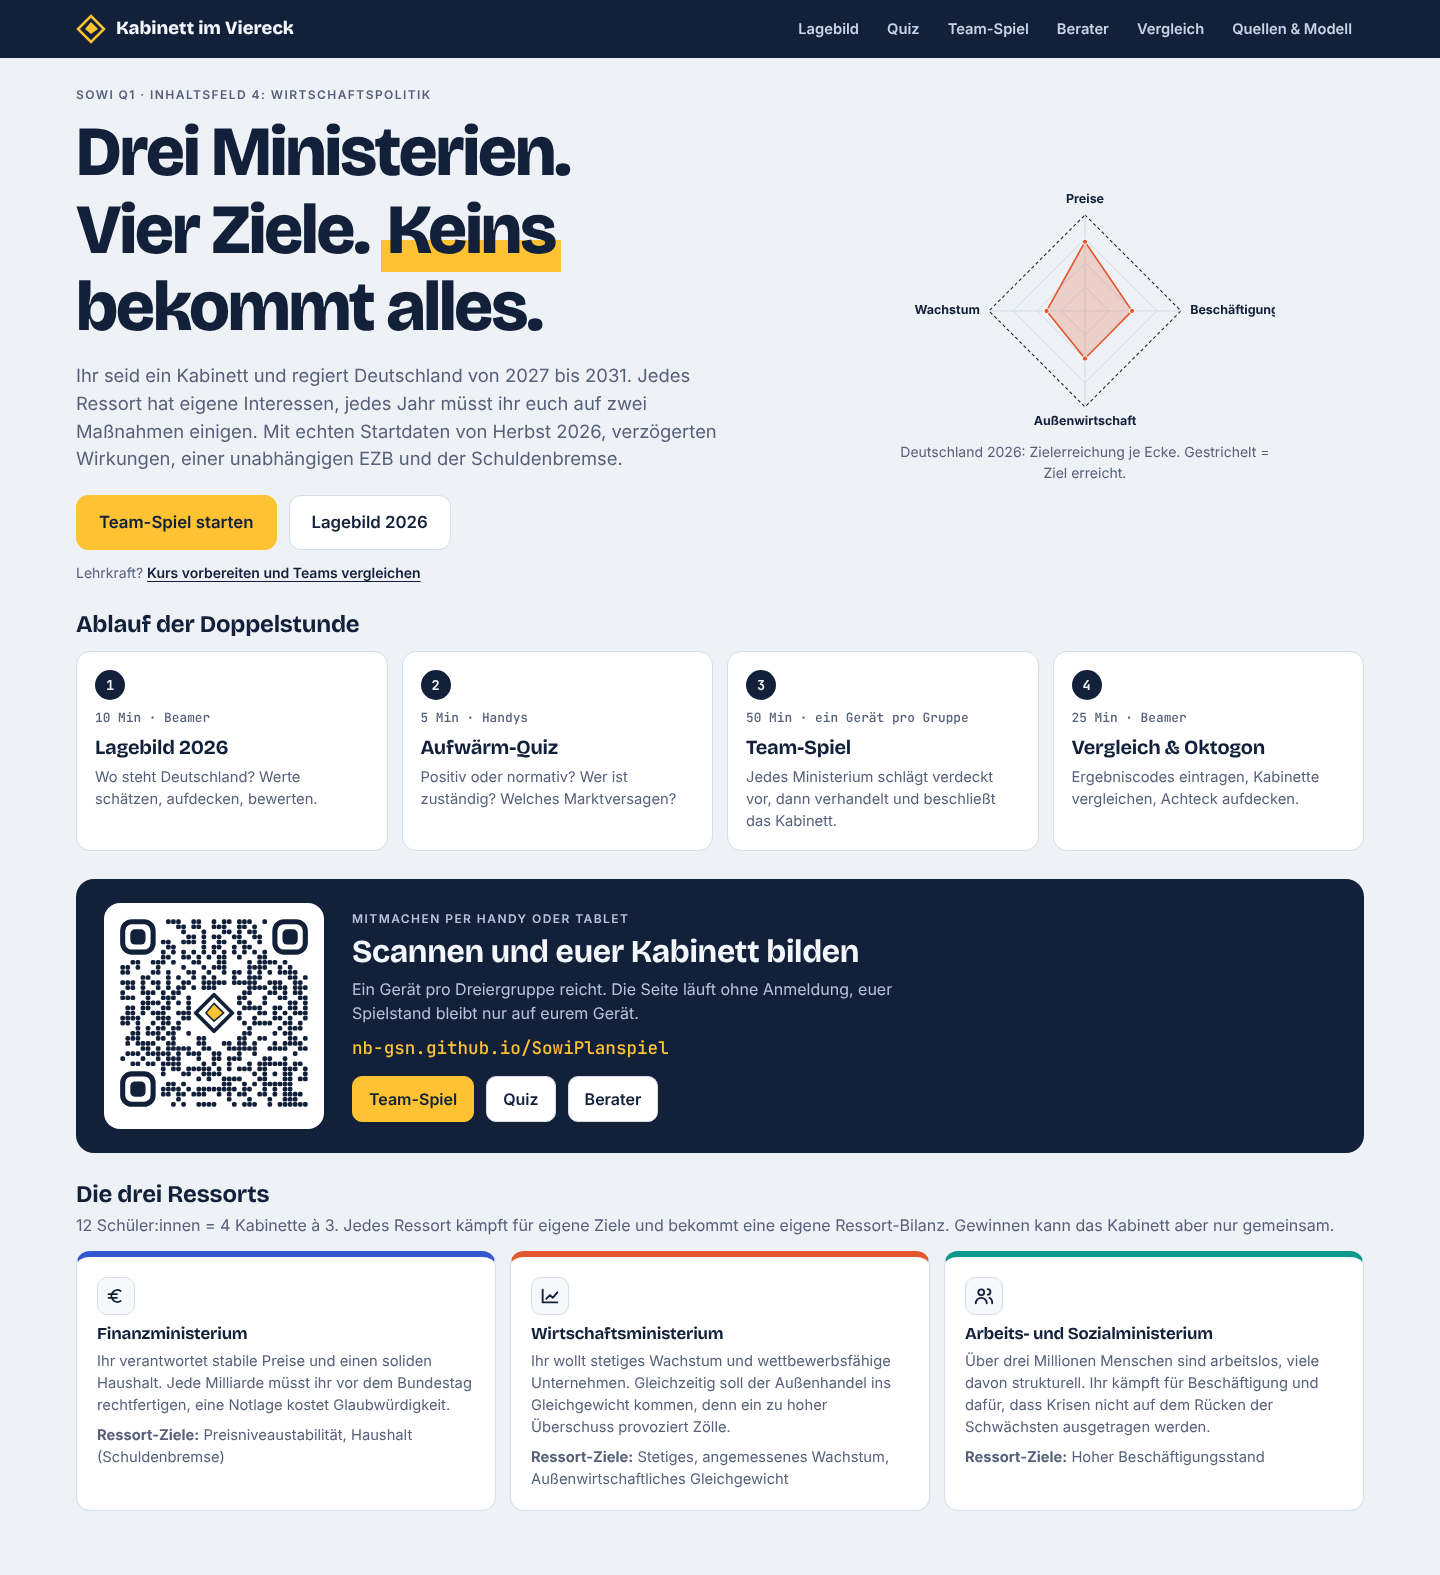 Kabinett im Viereck
Lagebild Quiz Team-Spiel Berater Vergleich Quellen & Modell
SOWI Q1 · INHALTSFELD 4: WIRTSCHAFTSPOLITIK
Drei Ministerien.
Vier Ziele. Keins
bekommt alles.
Ihr seid ein Kabinett und regiert Deutschland von 2027 bis 2031. Jedes
Ressort hat eigene Interessen, jedes Jahr müsst ihr euch auf zwei
Maßnahmen einigen. Mit echten Startdaten von Herbst 2026, verzögerten
Wirkungen, einer unabhängigen EZB und der Schuldenbremse.
Team-Spiel starten
Lagebild 2026
Lehrkraft? Kurs vorbereiten und Teams vergleichen
Preise
Wachstum
Beschäftigung
Außenwirtschaft
Deutschland 2026: Zielerreichung je Ecke. Gestrichelt =
Ziel erreicht.
Ablauf der Doppelstunde
1
10 Min · Beamer
Lagebild 2026
Wo steht Deutschland? Werte
schätzen, aufdecken, bewerten.
2
5 Min · Handys
Aufwärm-Quiz
Positiv oder normativ? Wer ist
zuständig? Welches Marktversagen?
3
50 Min · ein Gerät pro Gruppe
Team-Spiel
Jedes Ministerium schlägt verdeckt
vor, dann verhandelt und beschließt
das Kabinett.
4
25 Min · Beamer
Vergleich & Oktogon
Ergebniscodes eintragen, Kabinette
vergleichen, Achteck aufdecken.
MITMACHEN PER HANDY ODER TABLET
Scannen und euer Kabinett bilden
Ein Gerät pro Dreiergruppe reicht. Die Seite läuft ohne Anmeldung, euer
Spielstand bleibt nur auf eurem Gerät.
nb-gsn.github.io/SowiPlanspiel
Team-Spiel
Quiz
Berater
Die drei Ressorts
12 Schüler:innen = 4 Kabinette à 3. Jedes Ressort kämpft für eigene Ziele und bekommt eine eigene Ressort-Bilanz. Gewinnen kann das Kabinett aber nur gemeinsam.
€
Finanzministerium
Ihr verantwortet stabile Preise und einen soliden
Haushalt. Jede Milliarde müsst ihr vor dem Bundestag
rechtfertigen, eine Notlage kostet Glaubwürdigkeit.
Ressort-Ziele: Preisniveaustabilität, Haushalt
(Schuldenbremse)
Wirtschaftsministerium
Ihr wollt stetiges Wachstum und wettbewerbsfähige
Unternehmen. Gleichzeitig soll der Außenhandel ins
Gleichgewicht kommen, denn ein zu hoher
Überschuss provoziert Zölle.
Ressort-Ziele: Stetiges, angemessenes Wachstum,
Außenwirtschaftliches Gleichgewicht
Arbeits- und Sozialministerium
Über drei Millionen Menschen sind arbeitslos, viele
davon strukturell. Ihr kämpft für Beschäftigung und
dafür, dass Krisen nicht auf dem Rücken der
Schwächsten ausgetragen werden.
Ressort-Ziele: Hoher Beschäftigungsstand